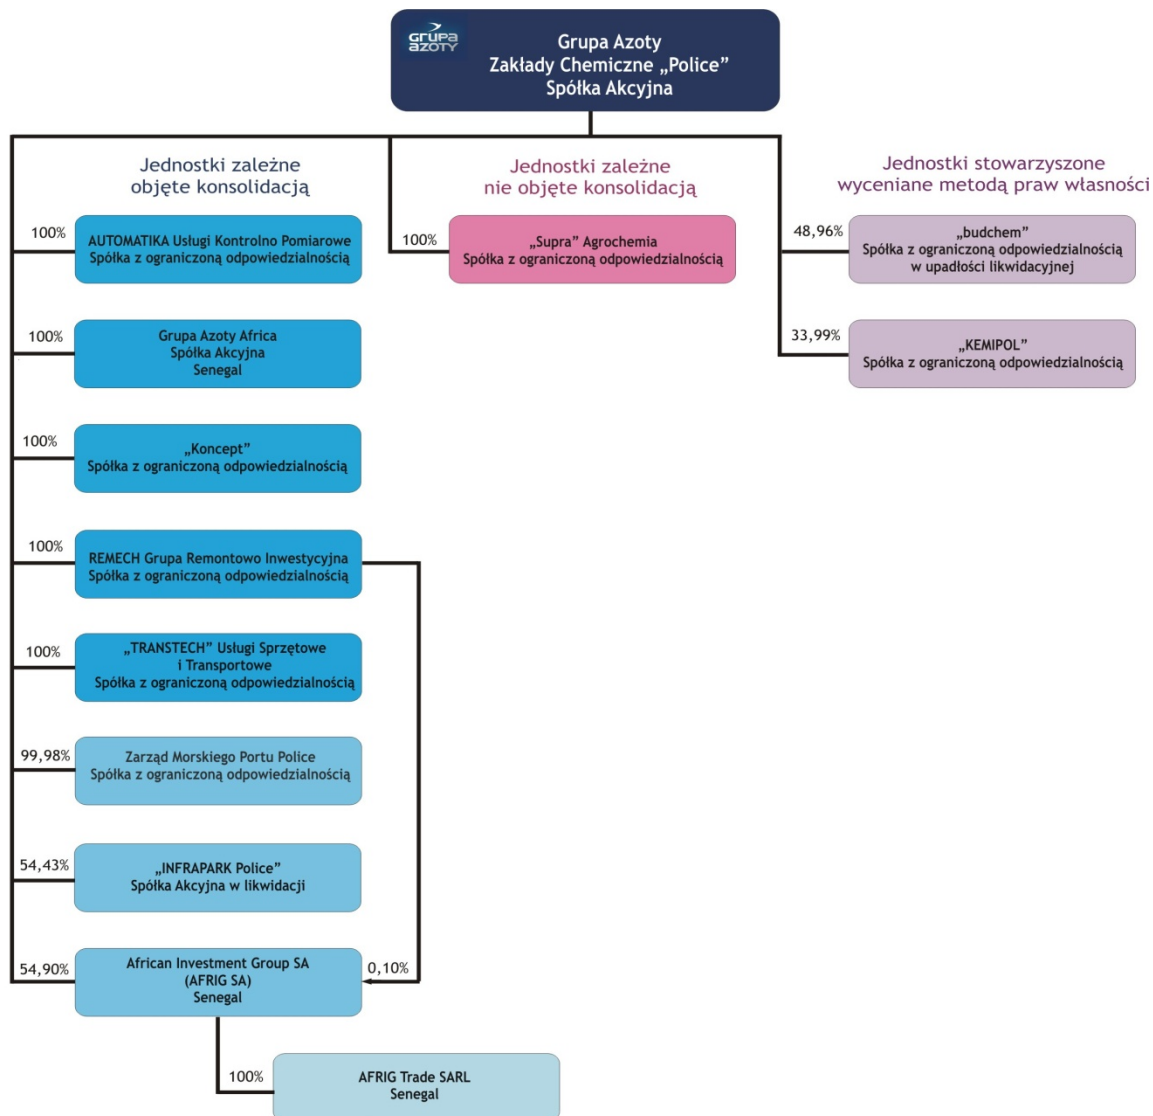 GRUPA
AZOTY
Grupa Azoty
Zakłady Chemiczne „Police”
Spółka Akcyjna
Jednostki zależne
objęte konsolidacją
Jednostki zależne
nie objęte konsolidacją
Jednostki stowarzyszone
wyceniane metodą praw własności
100%
AUTOMATIKA Usługi Kontrolno Pomiarowe
Spółka z ograniczoną odpowiedzialnością
100%
„Supra” Agrochemia
Spółka z ograniczoną odpowiedzialnością
48,96%
„budchem”
Spółka z ograniczoną odpowiedzialnością
w upadłości likwidacyjnej
100%
Grupa Azoty Africa
Spółka Akcyjna
Senegal
33,99%
„KEMIPOL”
Spółka z ograniczoną odpowiedzialnością
100%
„Koncept”
Spółka z ograniczoną odpowiedzialnością
100%
REMECH Grupa Remontowo Inwestycyjna
Spółka z ograniczoną odpowiedzialnością
100%
„TRANSTECH” Usługi Sprzętowe
i Transportowe
Spółka z ograniczoną odpowiedzialnością
99,98%
Zarząd Morskiego Portu Police
Spółka z ograniczoną odpowiedzialnością
54,43%
„INFRAPARK Police”
Spółka Akcyjna w likwidacji
54,90%
African Investment Group SA
(AFRIG SA)
Senegal
0,10%
100%
AFRIG Trade SARL
Senegal